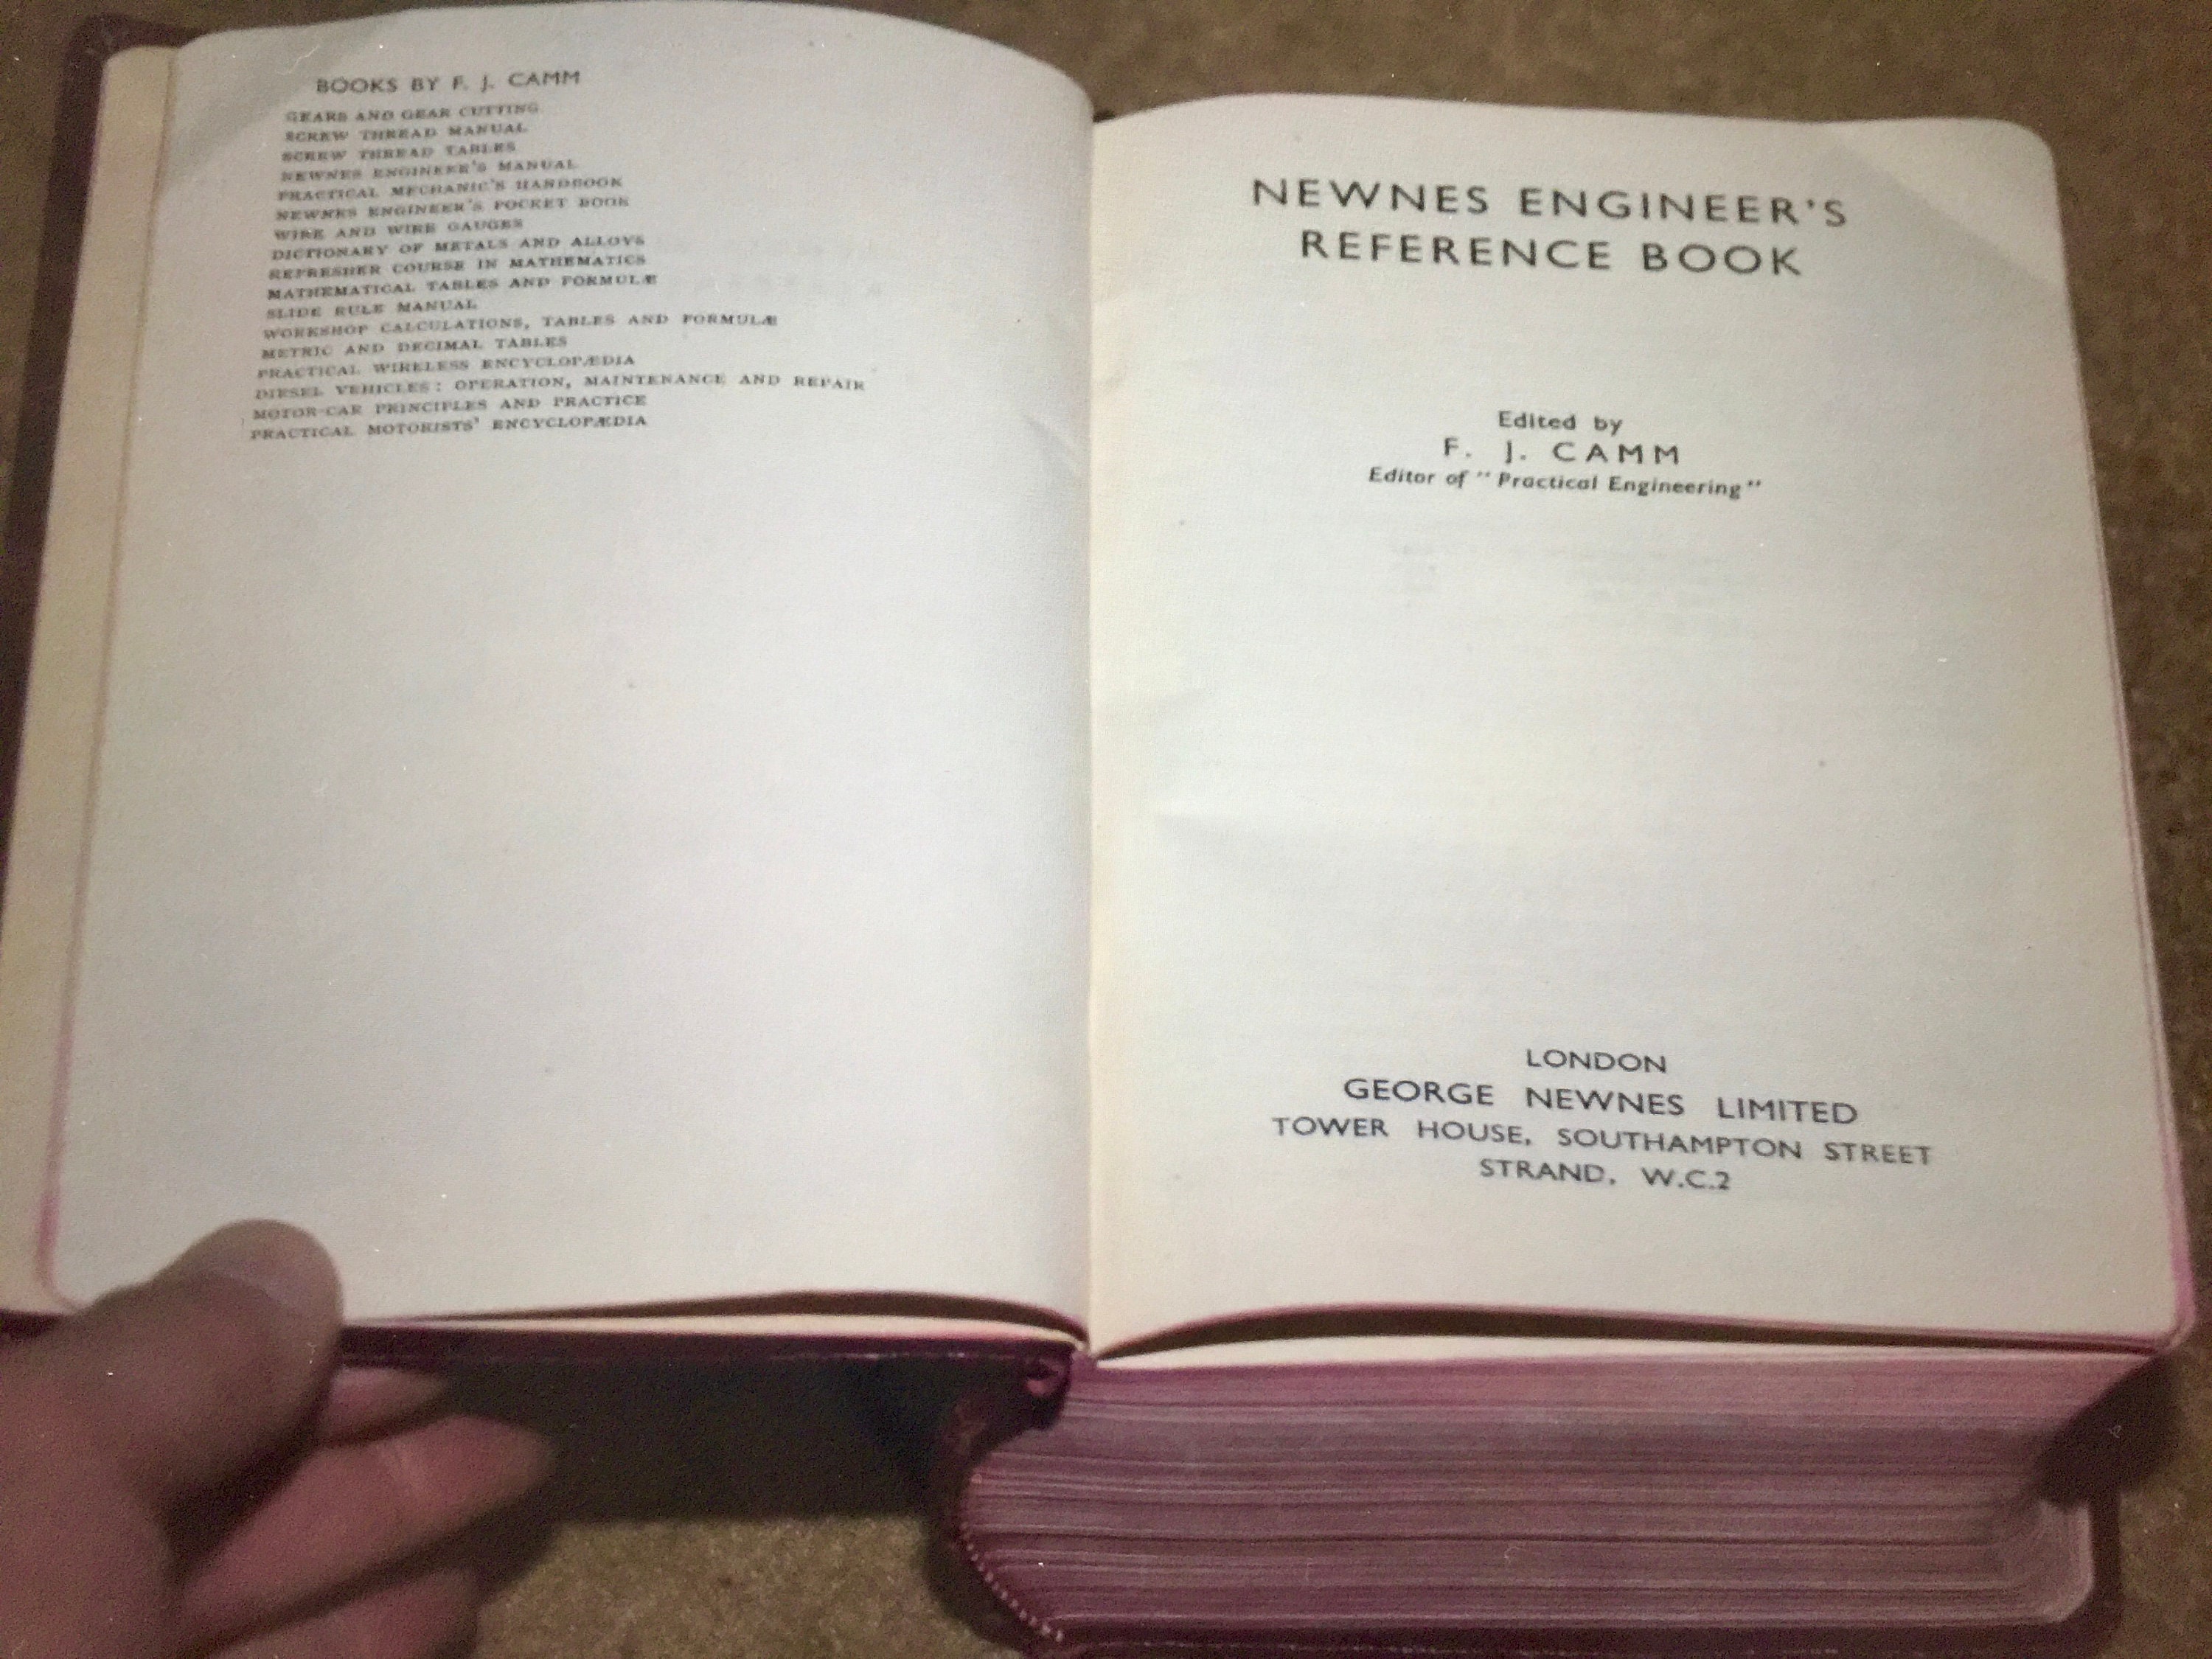 BOOKS BY F. J. CAMM
GEARS AND GEAR CUTTING
SCREW THREAD MANUAL
SCREW THREAD TABLES
NEWNES ENGINEER'S MANUAL
PRACTICAL MECHANIC'S HANDBOOK
NEWNES ENGINEER'S POCKET BOOK
WIRE AND WIRE GAUGES
DICTIONARY OF METALS AND ALLOYS
REFRESHER COURSE IN MATHEMATICS
MATHEMATICAL TABLES AND FORMULÆ
SLIDE RULE MANUAL
WORKSHOP CALCULATIONS, TABLES AND FORMULÆ
METRIC AND DECIMAL TABLES
PRACTICAL WIRELESS ENCYCLOPÆDIA
DIESEL VEHICLES: OPERATION, MAINTENANCE AND REPAIR
MOTOR-CAR PRINCIPLES AND PRACTICE
PRACTICAL MOTORISTS' ENCYCLOPÆDIA
NEWNES ENGINEER'S
REFERENCE BOOK
Edited by
F. J. CAMM
Editor of "Practical Engineering"
LONDON
GEORGE NEWNES LIMITED
TOWER HOUSE, SOUTHAMPTON STREET
STRAND, W.C.2